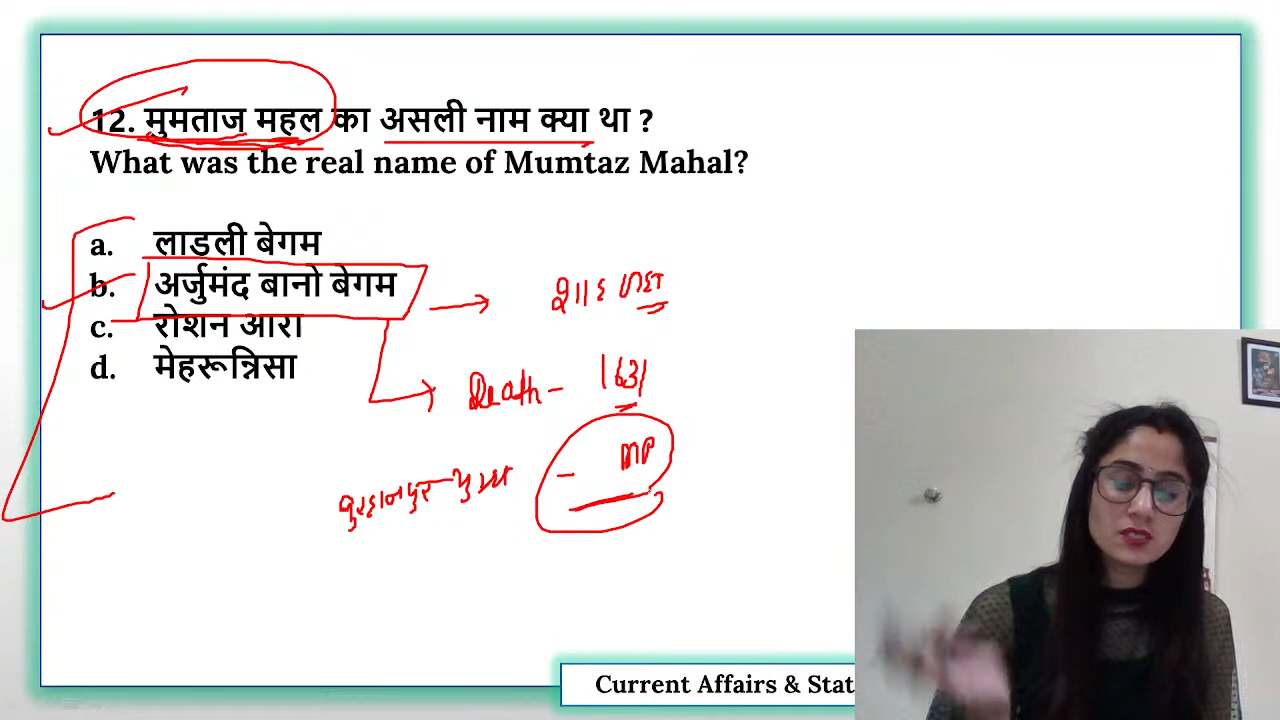 12. मुमताज महल का असली नाम क्या था ?
What was the real name of Mumtaz Mahal?
a. लाडली बेगम
b. अर्जुमंद बानो बेगम
c. रोशन आरा
d. मेहरून्निसा
शाहजहा
Death - 1631
MP
Current Affairs & Stat